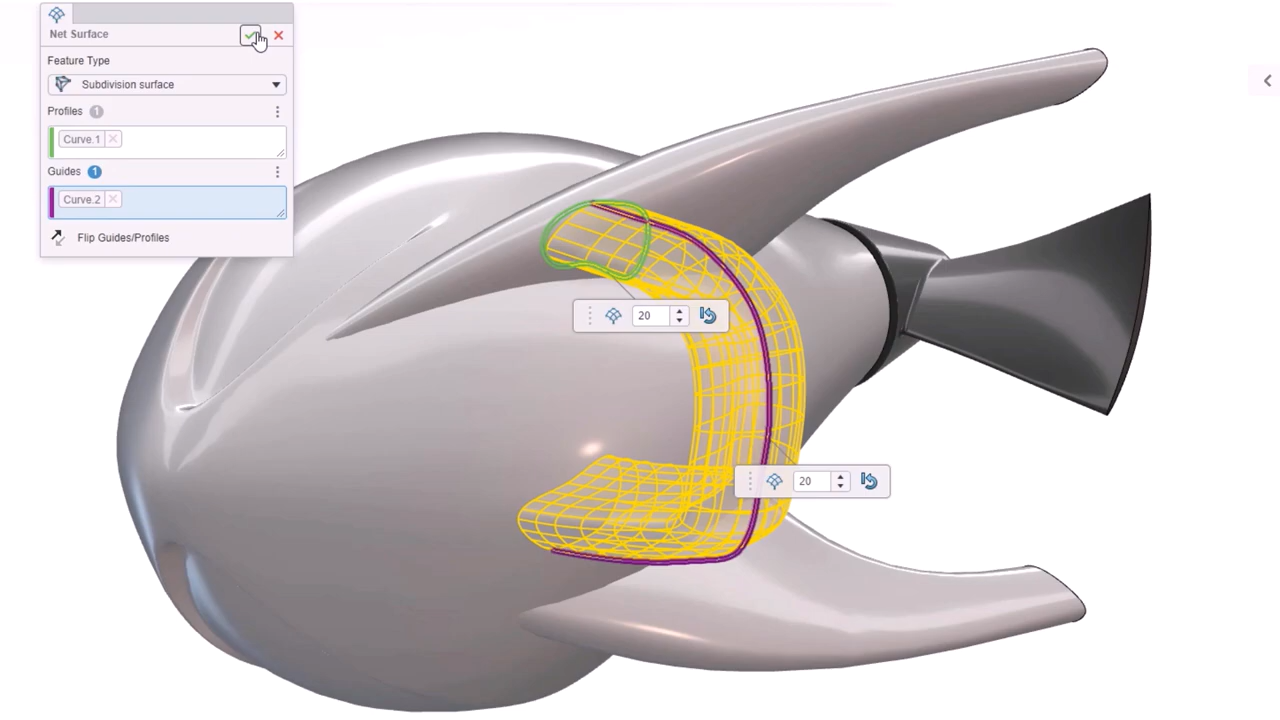 Net Surface
Feature Type
Subdivision surface
Profiles 1
Curve.1
Guides 1
Curve.2
Flip Guides/Profiles
20
20